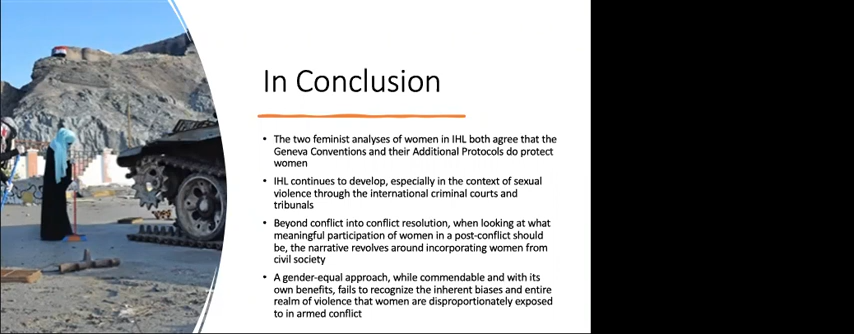 In Conclusion
• The two feminist analyses of women in IHL both agree that the
Geneva Conventions and their Additional Protocols do protect
women
• IHL continues to develop, especially in the context of sexual
violence through the international criminal courts and
tribunals
• Beyond conflict into conflict resolution, when looking at what
meaningful participation of women in a post-conflict should
be, the narrative revolves around incorporating women from
civil society
• A gender-equal approach, while commendable and with its
own benefits, fails to recognize the inherent biases and entire
realm of violence that women are disproportionately exposed
to in armed conflict